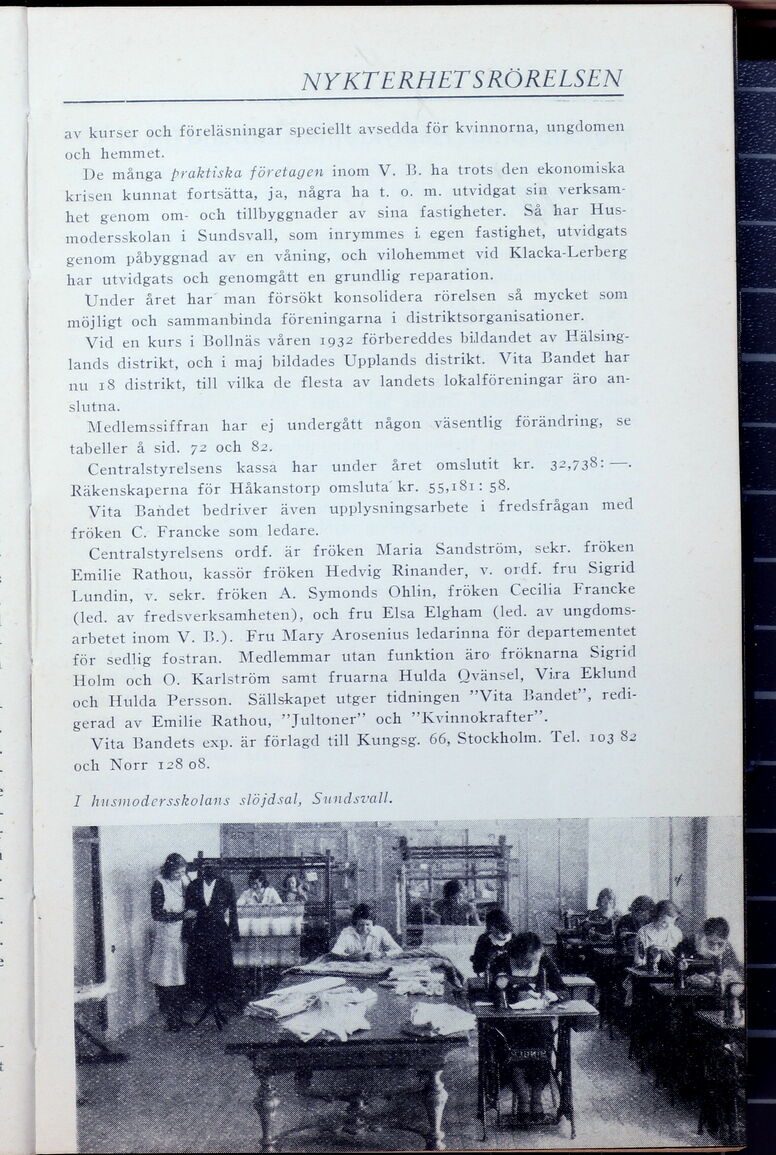 NYKTERHETSRÖRELSEN
av kurser och föreläsningar speciellt avsedda för kvinnorna, ungdomen
och hemmet.
De många praktiska företagen inom V. B. ha trots den ekonomiska
krisen kunnat fortsätta, ja, några ha t. o. m. utvidgat sin verksam-
het genom om- och tillbyggnader av sina fastigheter. Så har Hus-
modersskolan i Sundsvall, som inrymmes i egen fastighet, utvidgats
genom påbyggnad av en våning, och vilohemmet vid Klacka-Lerberg
har utvidgats och genomgått en grundlig reparation.
Under året har man försökt konsolidera rörelsen så mycket som
möjligt och sammanbinda föreningarna i distriktsorganisationer.
Vid en kurs i Bollnäs våren 1932 förbereddes bildandet av Hälsing-
lands distrikt, och i maj bildades Upplands distrikt. Vita Bandet har
nu 18 distrikt, till vilka de flesta av landets lokalföreningar äro an-
slutna.
Medlemssiffran har ej undergått någon väsentlig förändring, se
tabeller å sid. 72 och 82.
Centralstyrelsens kassa har under året omslutit kr. 32,738: —.
Räkenskaperna för Håkanstorp omsluta kr. 55,181: 58.
Vita Bandet bedriver även upplysningsarbete i fredsfrågan med
fröken C. Francke som ledare.
Centralstyrelsens ordf. är fröken Maria Sandström, sekr. fröken
Emilie Rathou, kassör fröken Hedvig Rinander, v. ordf. fru Sigrid
Lundin, v. sekr. fröken A. Symonds Ohlin, fröken Cecilia Francke
(led. av fredsverksamheten), och fru Elsa Elgham (led. av ungdoms-
arbetet inom V. B.). Fru Mary Arosenius ledarinna för departementet
för sedlig fostran. Medlemmar utan funktion äro fröknarna Sigrid
Holm och O. Karlström samt fruarna Hulda Qvänsel, Vira Eklund
och Hulda Persson. Sällskapet utger tidningen ”Vita Bandet”, redi-
gerad av Emilie Rathou, ”Jultoner” och ”Kvinnokrafter”.
Vita Bandets exp. är förlagd till Kungsg. 66, Stockholm. Tel. 103 82
och Norr 128 08.
I husmodersskolans slöjdsal, Sundsvall.